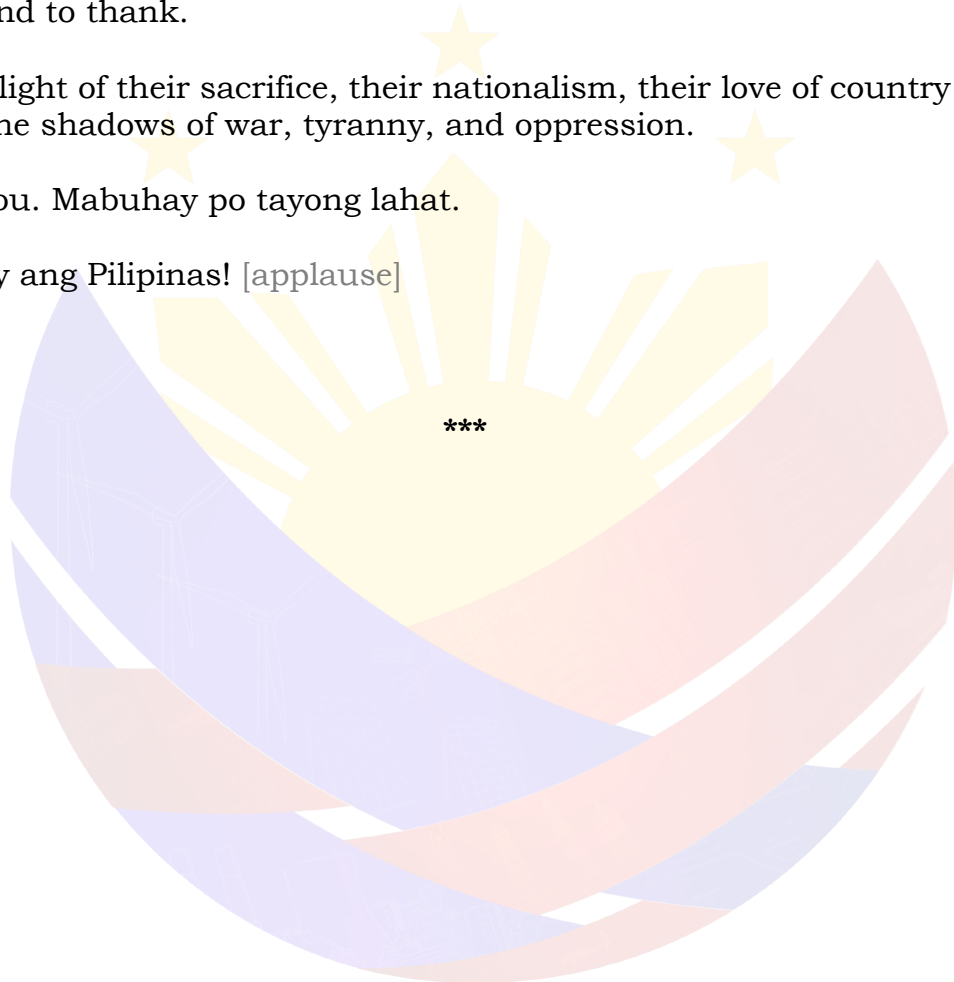 nd to thank.
light of their sacrifice, their nationalism, their love of country
he shadows of war, tyranny, and oppression.
ou. Mabuhay po tayong lahat.
y ang Pilipinas! [applause]
***